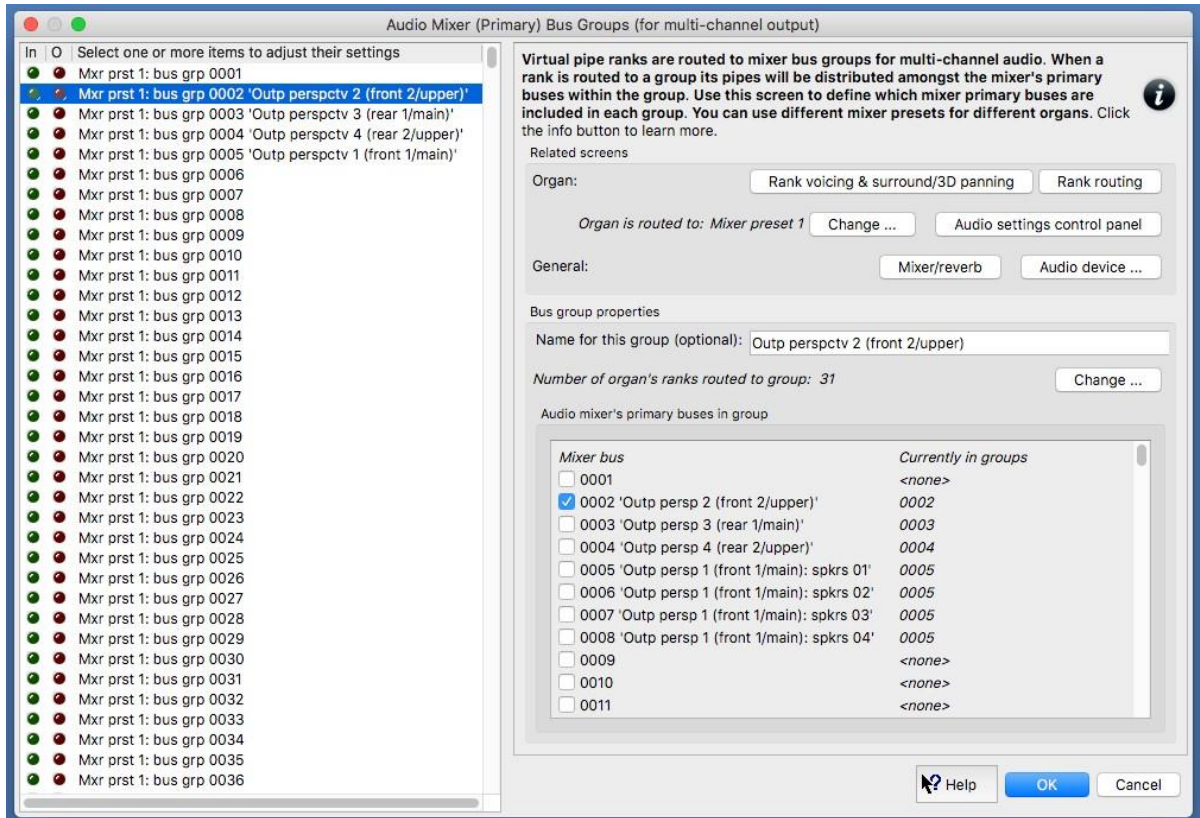 Audio Mixer (Primary) Bus Groups (for multi-channel output)
In O Select one or more items to adjust their settings
Mxr prst 1: bus grp 0001
Mxr prst 1: bus grp 0002 'Outp perspctv 2 (front 2/upper)'
Mxr prst 1: bus grp 0003 'Outp perspctv 3 (rear 1/main)'
Mxr prst 1: bus grp 0004 'Outp perspctv 4 (rear 2/upper)'
Mxr prst 1: bus grp 0005 'Outp perspctv 1 (front 1/main)'
Mxr prst 1: bus grp 0006
Mxr prst 1: bus grp 0007
Mxr prst 1: bus grp 0008
Mxr prst 1: bus grp 0009
Mxr prst 1: bus grp 0010
Mxr prst 1: bus grp 0011
Mxr prst 1: bus grp 0012
Mxr prst 1: bus grp 0013
Mxr prst 1: bus grp 0014
Mxr prst 1: bus grp 0015
Mxr prst 1: bus grp 0016
Mxr prst 1: bus grp 0017
Mxr prst 1: bus grp 0018
Mxr prst 1: bus grp 0019
Mxr prst 1: bus grp 0020
Mxr prst 1: bus grp 0021
Mxr prst 1: bus grp 0022
Mxr prst 1: bus grp 0023
Mxr prst 1: bus grp 0024
Mxr prst 1: bus grp 0025
Mxr prst 1: bus grp 0026
Mxr prst 1: bus grp 0027
Mxr prst 1: bus grp 0028
Mxr prst 1: bus grp 0029
Mxr prst 1: bus grp 0030
Mxr prst 1: bus grp 0031
Mxr prst 1: bus grp 0032
Mxr prst 1: bus grp 0033
Mxr prst 1: bus grp 0034
Mxr prst 1: bus grp 0035
Mxr prst 1: bus grp 0036
Virtual pipe ranks are routed to mixer bus groups for multi-channel audio. When a
rank is routed to a group its pipes will be distributed amongst the mixer's primary
buses within the group. Use this screen to define which mixer primary buses are
included in each group. You can use different mixer presets for different organs. Click
the info button to learn more.
Related screens
Organ: Rank voicing & surround/3D panning Rank routing
Organ is routed to: Mixer preset 1 Change ... Audio settings control panel
General: Mixer/reverb Audio device ...
Bus group properties
Name for this group (optional): Outp perspctv 2 (front 2/upper)
Number of organ's ranks routed to group: 31 Change ...
Audio mixer's primary buses in group
Mixer bus Currently in groups
0001 <none>
0002 'Outp persp 2 (front 2/upper)' 0002
0003 'Outp persp 3 (rear 1/main)' 0003
0004 'Outp persp 4 (rear 2/upper)' 0004
0005 'Outp persp 1 (front 1/main): spkrs 01' 0005
0006 'Outp persp 1 (front 1/main): spkrs 02' 0005
0007 'Outp persp 1 (front 1/main): spkrs 03' 0005
0008 'Outp persp 1 (front 1/main): spkrs 04' 0005
0009 <none>
0010 <none>
0011 <none>
Help OK Cancel